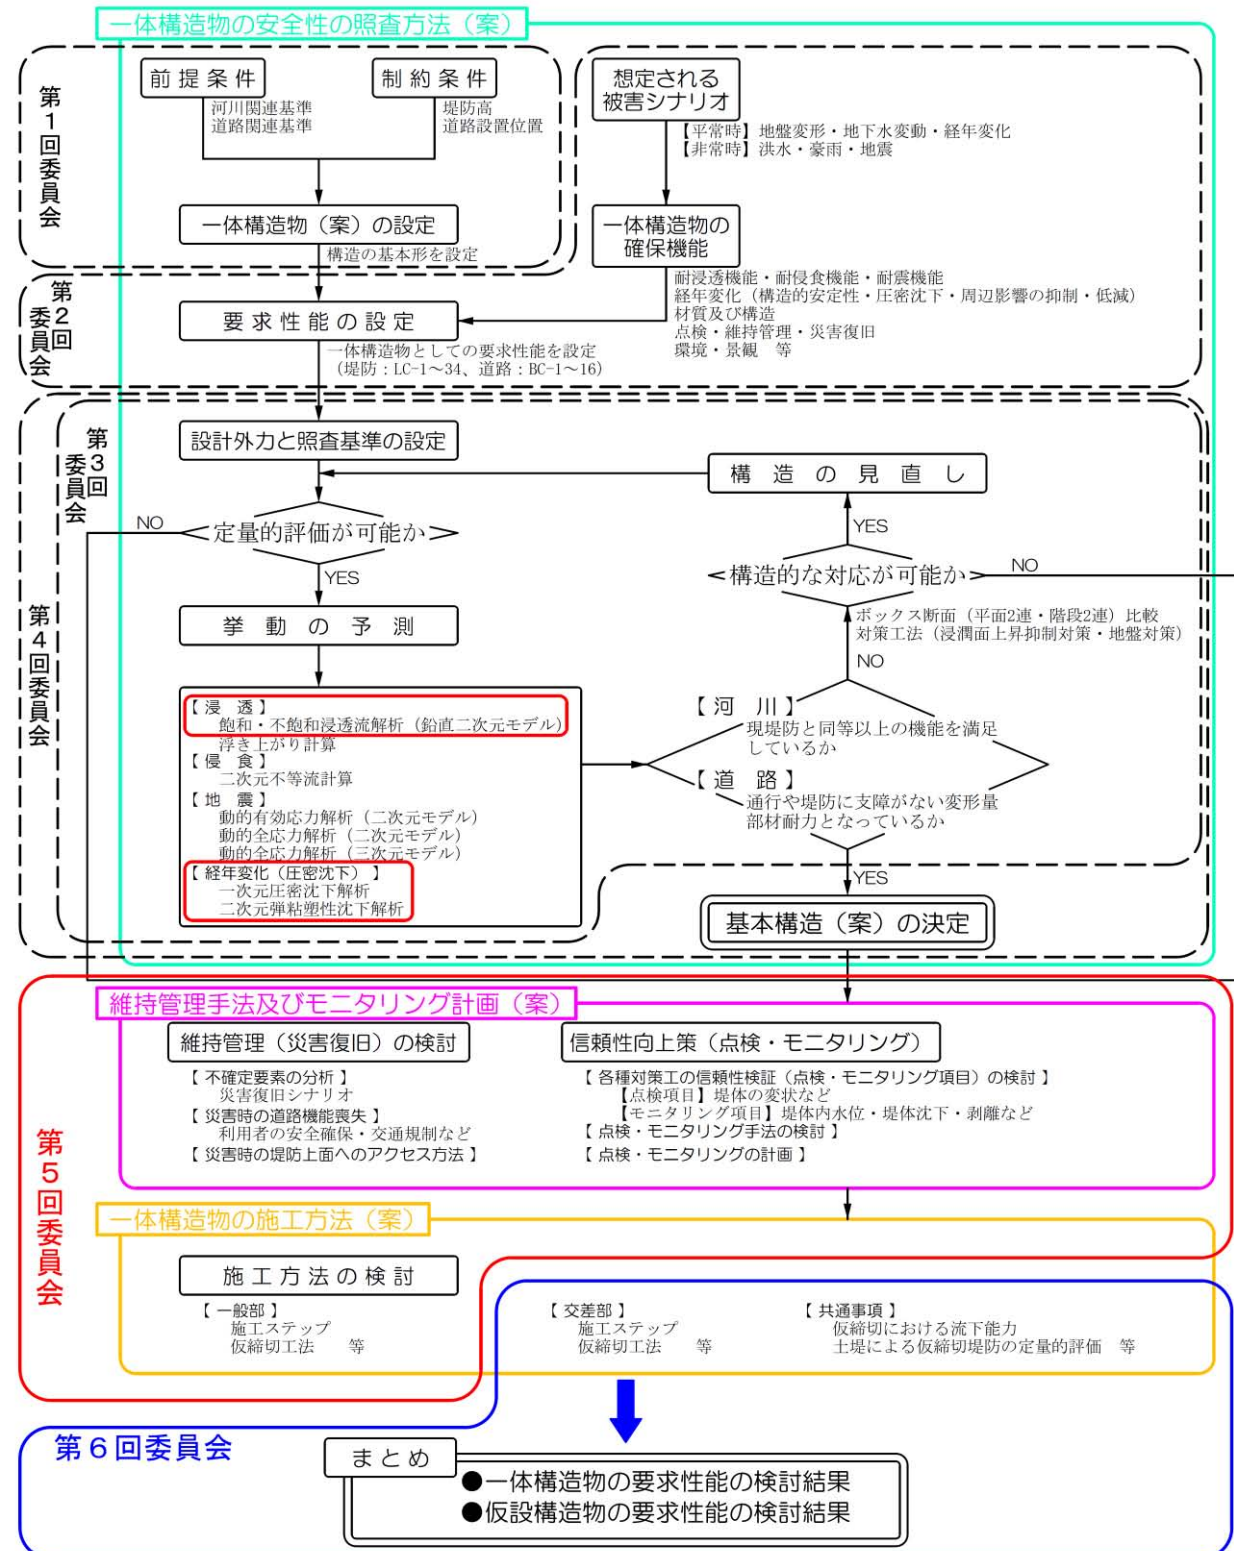 一体構造物の安全性の照査方法（案）
第1回委員会
前提条件
河川関連基準
道路関連基準
制約条件
堤防高
道路設置位置
一体構造物（案）の設定
構造の基本形を設定
想定される
被害シナリオ
【平常時】地盤変形・地下水変動・経年変化
【非常時】洪水・豪雨・地震
一体構造物の
確保機能
耐浸透機能・耐侵食機能・耐震機能
経年変化（構造的安定性・圧密沈下・周辺影響の抑制・低減）
材質及び構造
点検・維持管理・災害復旧
環境・景観　等
第2回
委員会
要求性能の設定
一体構造物としての要求性能を設定
（堤防：LC-1～34、道路：BC-1～16）
第3回
委員会
第4回委員会
設計外力と照査基準の設定
構造の見直し
定量的評価が可能か
NO
YES
挙動の予測
YES
構造的な対応が可能か
NO
ボックス断面（平面2連・階段2連）比較
対策工法（浸潤面上昇抑制対策・地盤対策）
NO
【浸透】
飽和・不飽和浸透流解析（鉛直二次元モデル）
浮き上がり計算
【侵食】
二次元不等流計算
【地震】
動的有効応力解析（二次元モデル）
動的全応力解析（二次元モデル）
動的全応力解析（三次元モデル）
【経年変化（圧密沈下）】
一次元圧密沈下解析
二次元弾粘塑性沈下解析
【河川】
現堤防と同等以上の機能を満足
しているか
【道路】
通行や堤防に支障がない変形量
部材耐力となっているか
YES
基本構造（案）の決定
第5回委員会
維持管理手法及びモニタリング計画（案）
維持管理（災害復旧）の検討
【不確定要素の分析】
災害復旧シナリオ
【災害時の道路機能喪失】
利用者の安全確保・交通規制など
【災害時の堤防上面へのアクセス方法】
信頼性向上策（点検・モニタリング）
【各種対策工の信頼性検証（点検・モニタリング項目）の検討】
【点検項目】堤体の変状など
【モニタリング項目】堤体内水位・堤体沈下・剥離など
【点検・モニタリング手法の検討】
【点検・モニタリングの計画】
一体構造物の施工方法（案）
施工方法の検討
【一般部】
施工ステップ
仮締切工法　等
【交差部】
施工ステップ
仮締切工法　等
【共通事項】
仮締切における流下能力
土堤による仮締切堤防の定量的評価　等
第6回委員会
まとめ
●一体構造物の要求性能の検討結果
●仮設構造物の要求性能の検討結果